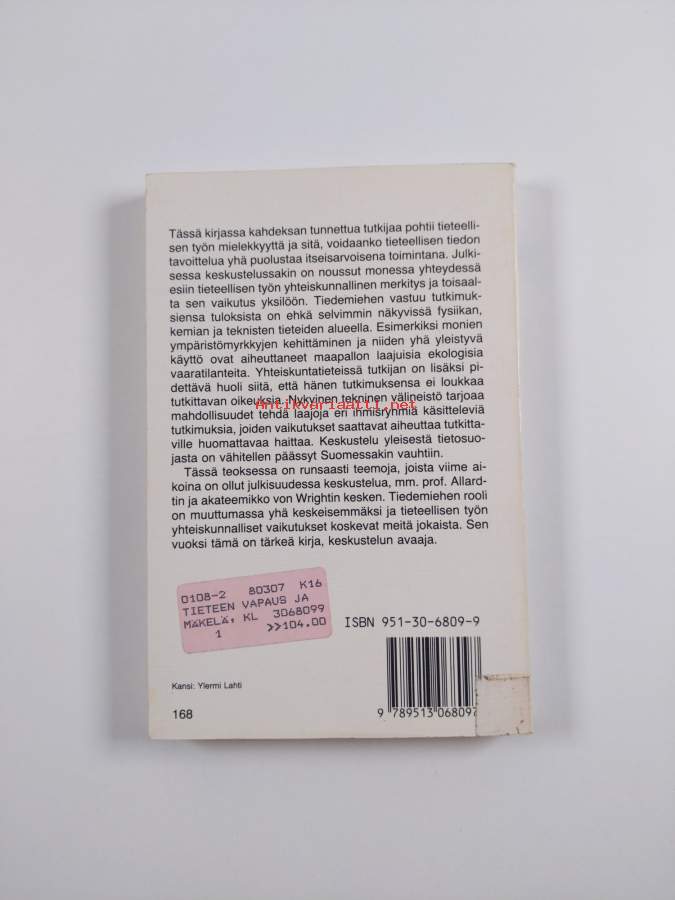 Tässä kirjassa kahdeksan tunnettua tutkijaa pohtii tieteelli-
sen työn mielekkyyttä ja sitä, voidaanko tieteellisen tiedon
tavoittelua yhä puolustaa itseisarvoisena toimintana. Julki-
sessa keskustelussakin on noussut monessa yhteydessä
esiin tieteellisen työn yhteiskunnallinen merkitys ja toisaal-
ta sen vaikutus yksilöön. Tiedemiehen vastuu tutkimuk-
siensa tuloksista on ehkä selvimmin näkyvissä fysiikan,
kemian ja teknisten tieteiden alueella. Esimerkiksi monien
ympäristömyrkkyjen kehittäminen ja niiden yhä yleistyvä
käyttö ovat aiheuttaneet maapallon laajuisia ekologisia
vaaratilanteita. Yhteiskuntatieteissä tutkijan on lisäksi pi-
dettävä huoli siitä, että hänen tutkimuksensa ei loukkaa
tutkittavan oikeuksia. Nykyinen tekninen välineistö tarjoaa
Antikvariaatti.net
mahdollisuudet tehdä laajoja eri ihmisryhmiä käsitteleviä
tutkimuksia, joiden vaikutukset saattavat aiheuttaa tutkitta-
ville huomattavaa haittaa. Keskustelu yleisestä tietosuo-
jasta on vähitellen päässyt Suomessakin vauhtiin.
Tässä teoksessa on runsaasti teemoja, joista viime ai-
koina on ollut julkisuudessa keskustelua, mm. prof. Allard-
tin ja akateemikko von Wrightin kesken. Tiedemiehen rooli
on muuttumassa yhä keskeisemmäksi ja tieteellisen työn
yhteiskunnalliset vaikutukset koskevat meitä jokaista. Sen
vuoksi tämä on tärkeä kirja, keskustelun avaaja.
0108-2 80307 K16
TIETEEN VAPAUS JA
MÄKELÄ, KL 3068099
1 >>104.00
ISBN 951-30-6809-9
Kansi: Ylermi Lahti
168
9 789513 068097